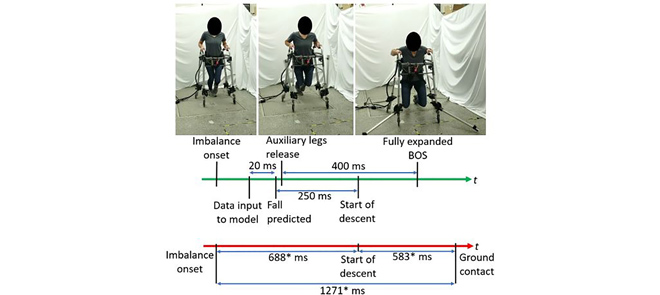 Imbalance
onset
Auxiliary legs
release
Fully expanded
BOS
20 ms
400 ms
t
250 ms
Data input
to model
Fall
predicted
Start of
descent
t
Imbalance
onset
688* ms
Start of
descent
583* ms
Ground
contact
1271* ms